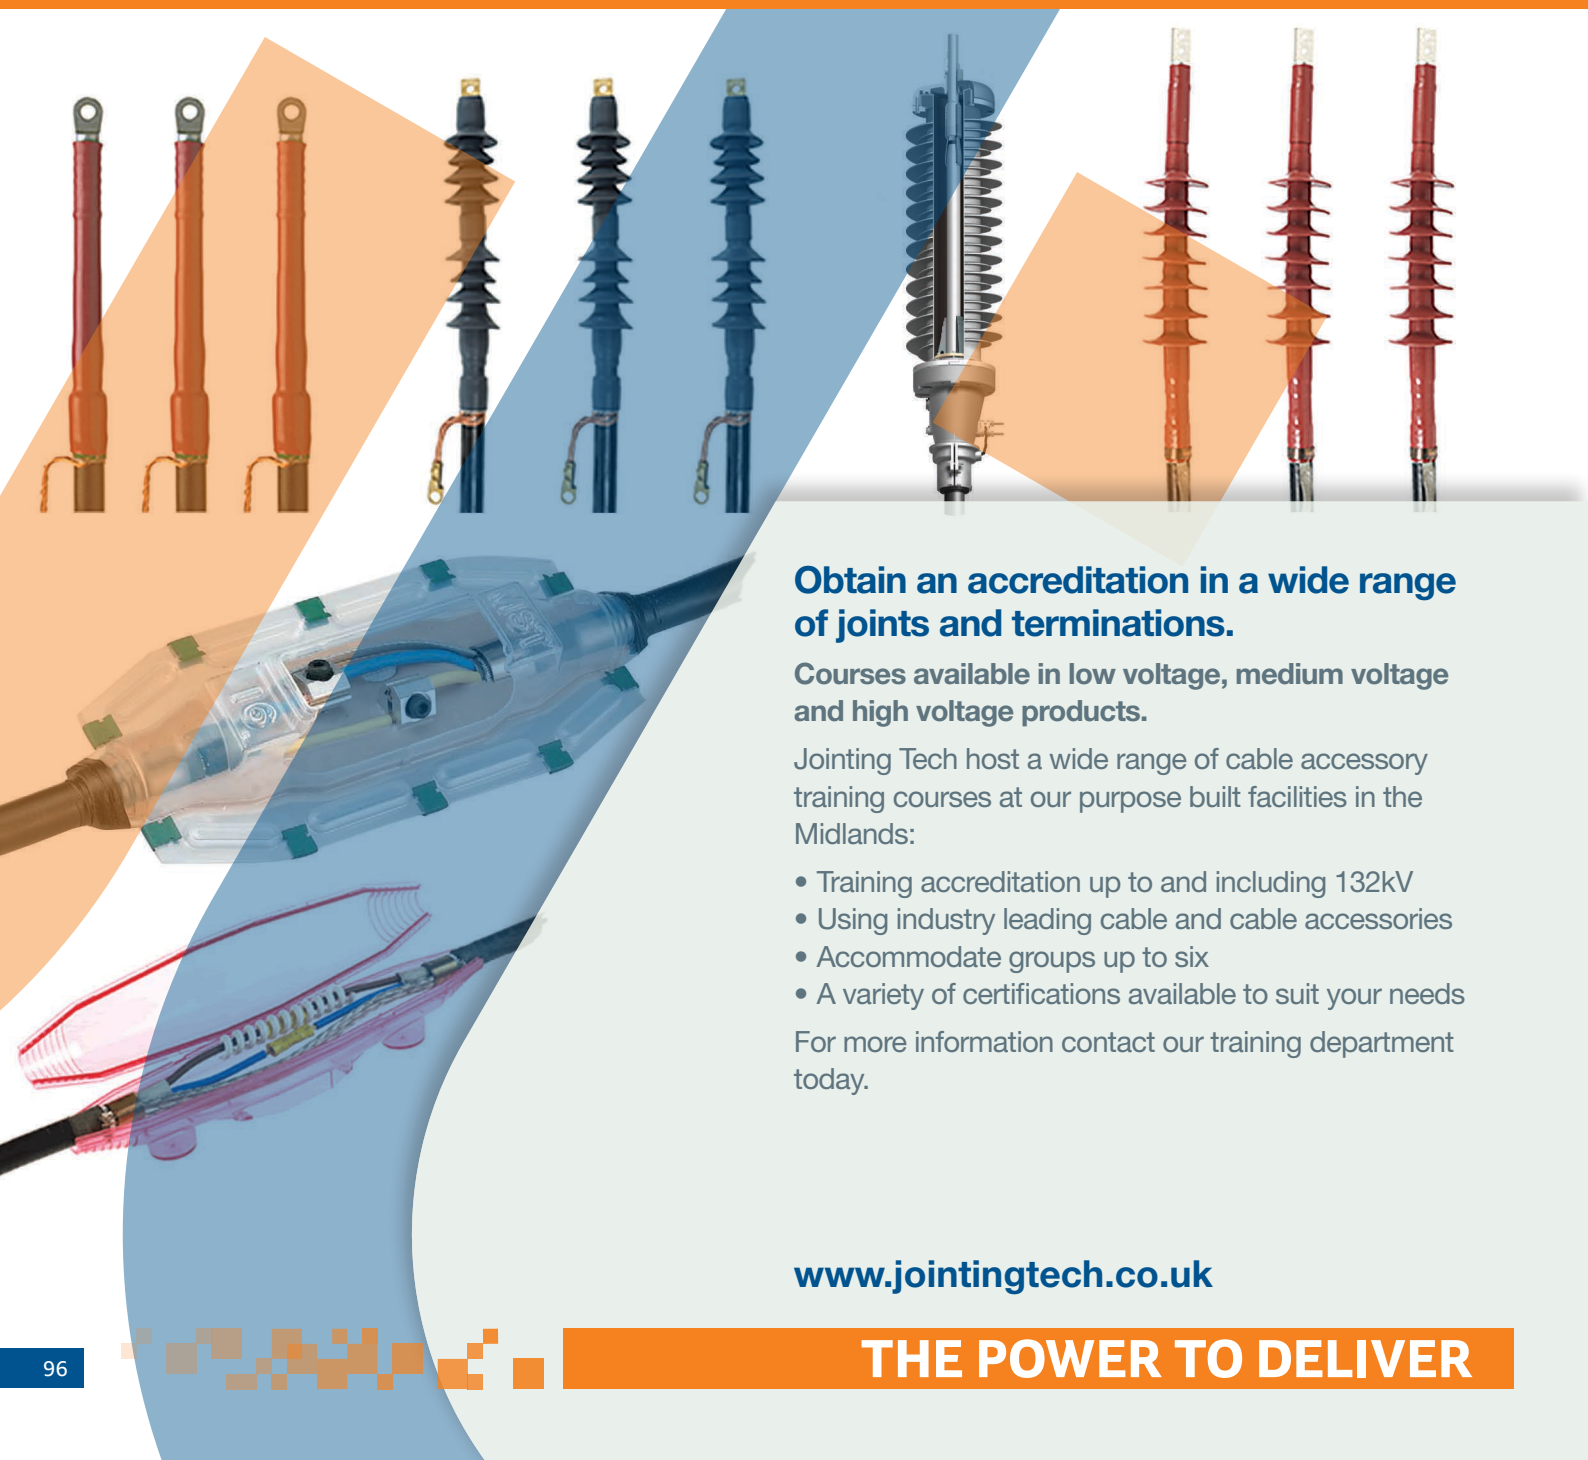 Obtain an accreditation in a wide range
of joints and terminations.
Courses available in low voltage, medium voltage
and high voltage products.
Jointing Tech host a wide range of cable accessory
training courses at our purpose built facilities in the
Midlands:
• Training accreditation up to and including 132kV
• Using industry leading cable and cable accessories
• Accommodate groups up to six
• A variety of certifications available to suit your needs
For more information contact our training department
today.
www.jointingtech.co.uk
96
THE POWER TO DELIVER